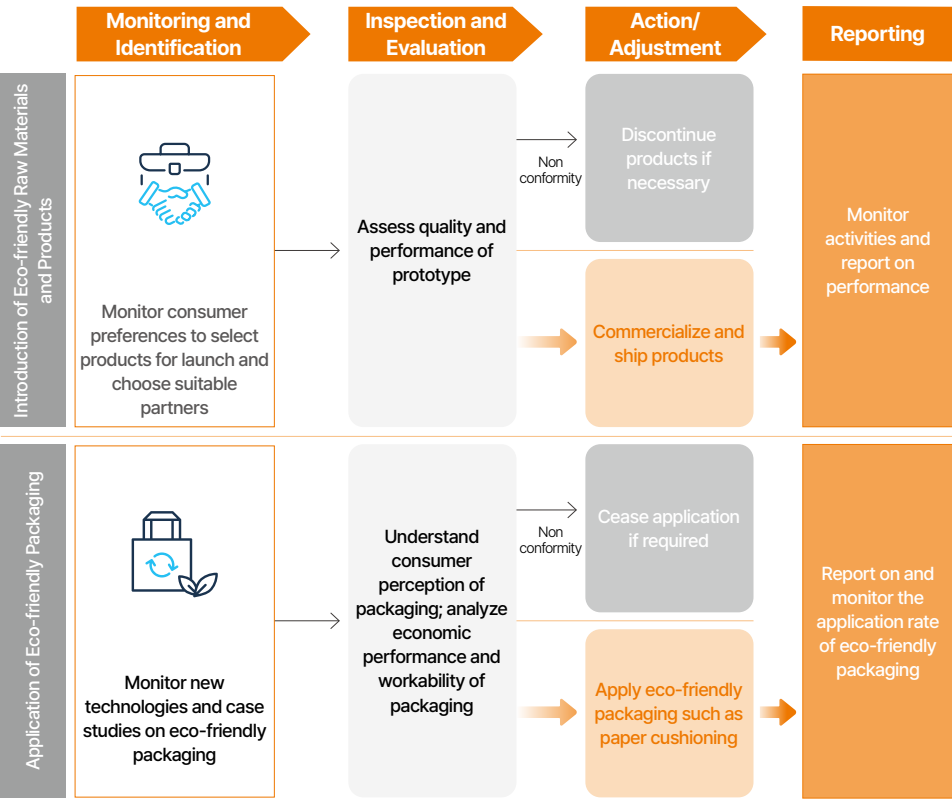 Monitoring and
Identification
Inspection and
Evaluation
Action/
Adjustment
Reporting
Introduction of Eco-friendly Raw Materials
and Products
Monitor consumer
preferences to select
products for launch and
choose suitable
partners
Assess quality and
performance of
prototype
Non
conformity
Discontinue
products if
necessary
Commercialize and
ship products
Monitor
activities and
report on
performance
Application of Eco-friendly Packaging
Monitor new
technologies and case
studies on eco-friendly
packaging
Understand
consumer
perception of
packaging; analyze
economic
performance and
workability of
packaging
Non
conformity
Cease application
if required
Apply eco-friendly
packaging such as
paper cushioning
Report on and
monitor the
application rate
of eco-friendly
packaging